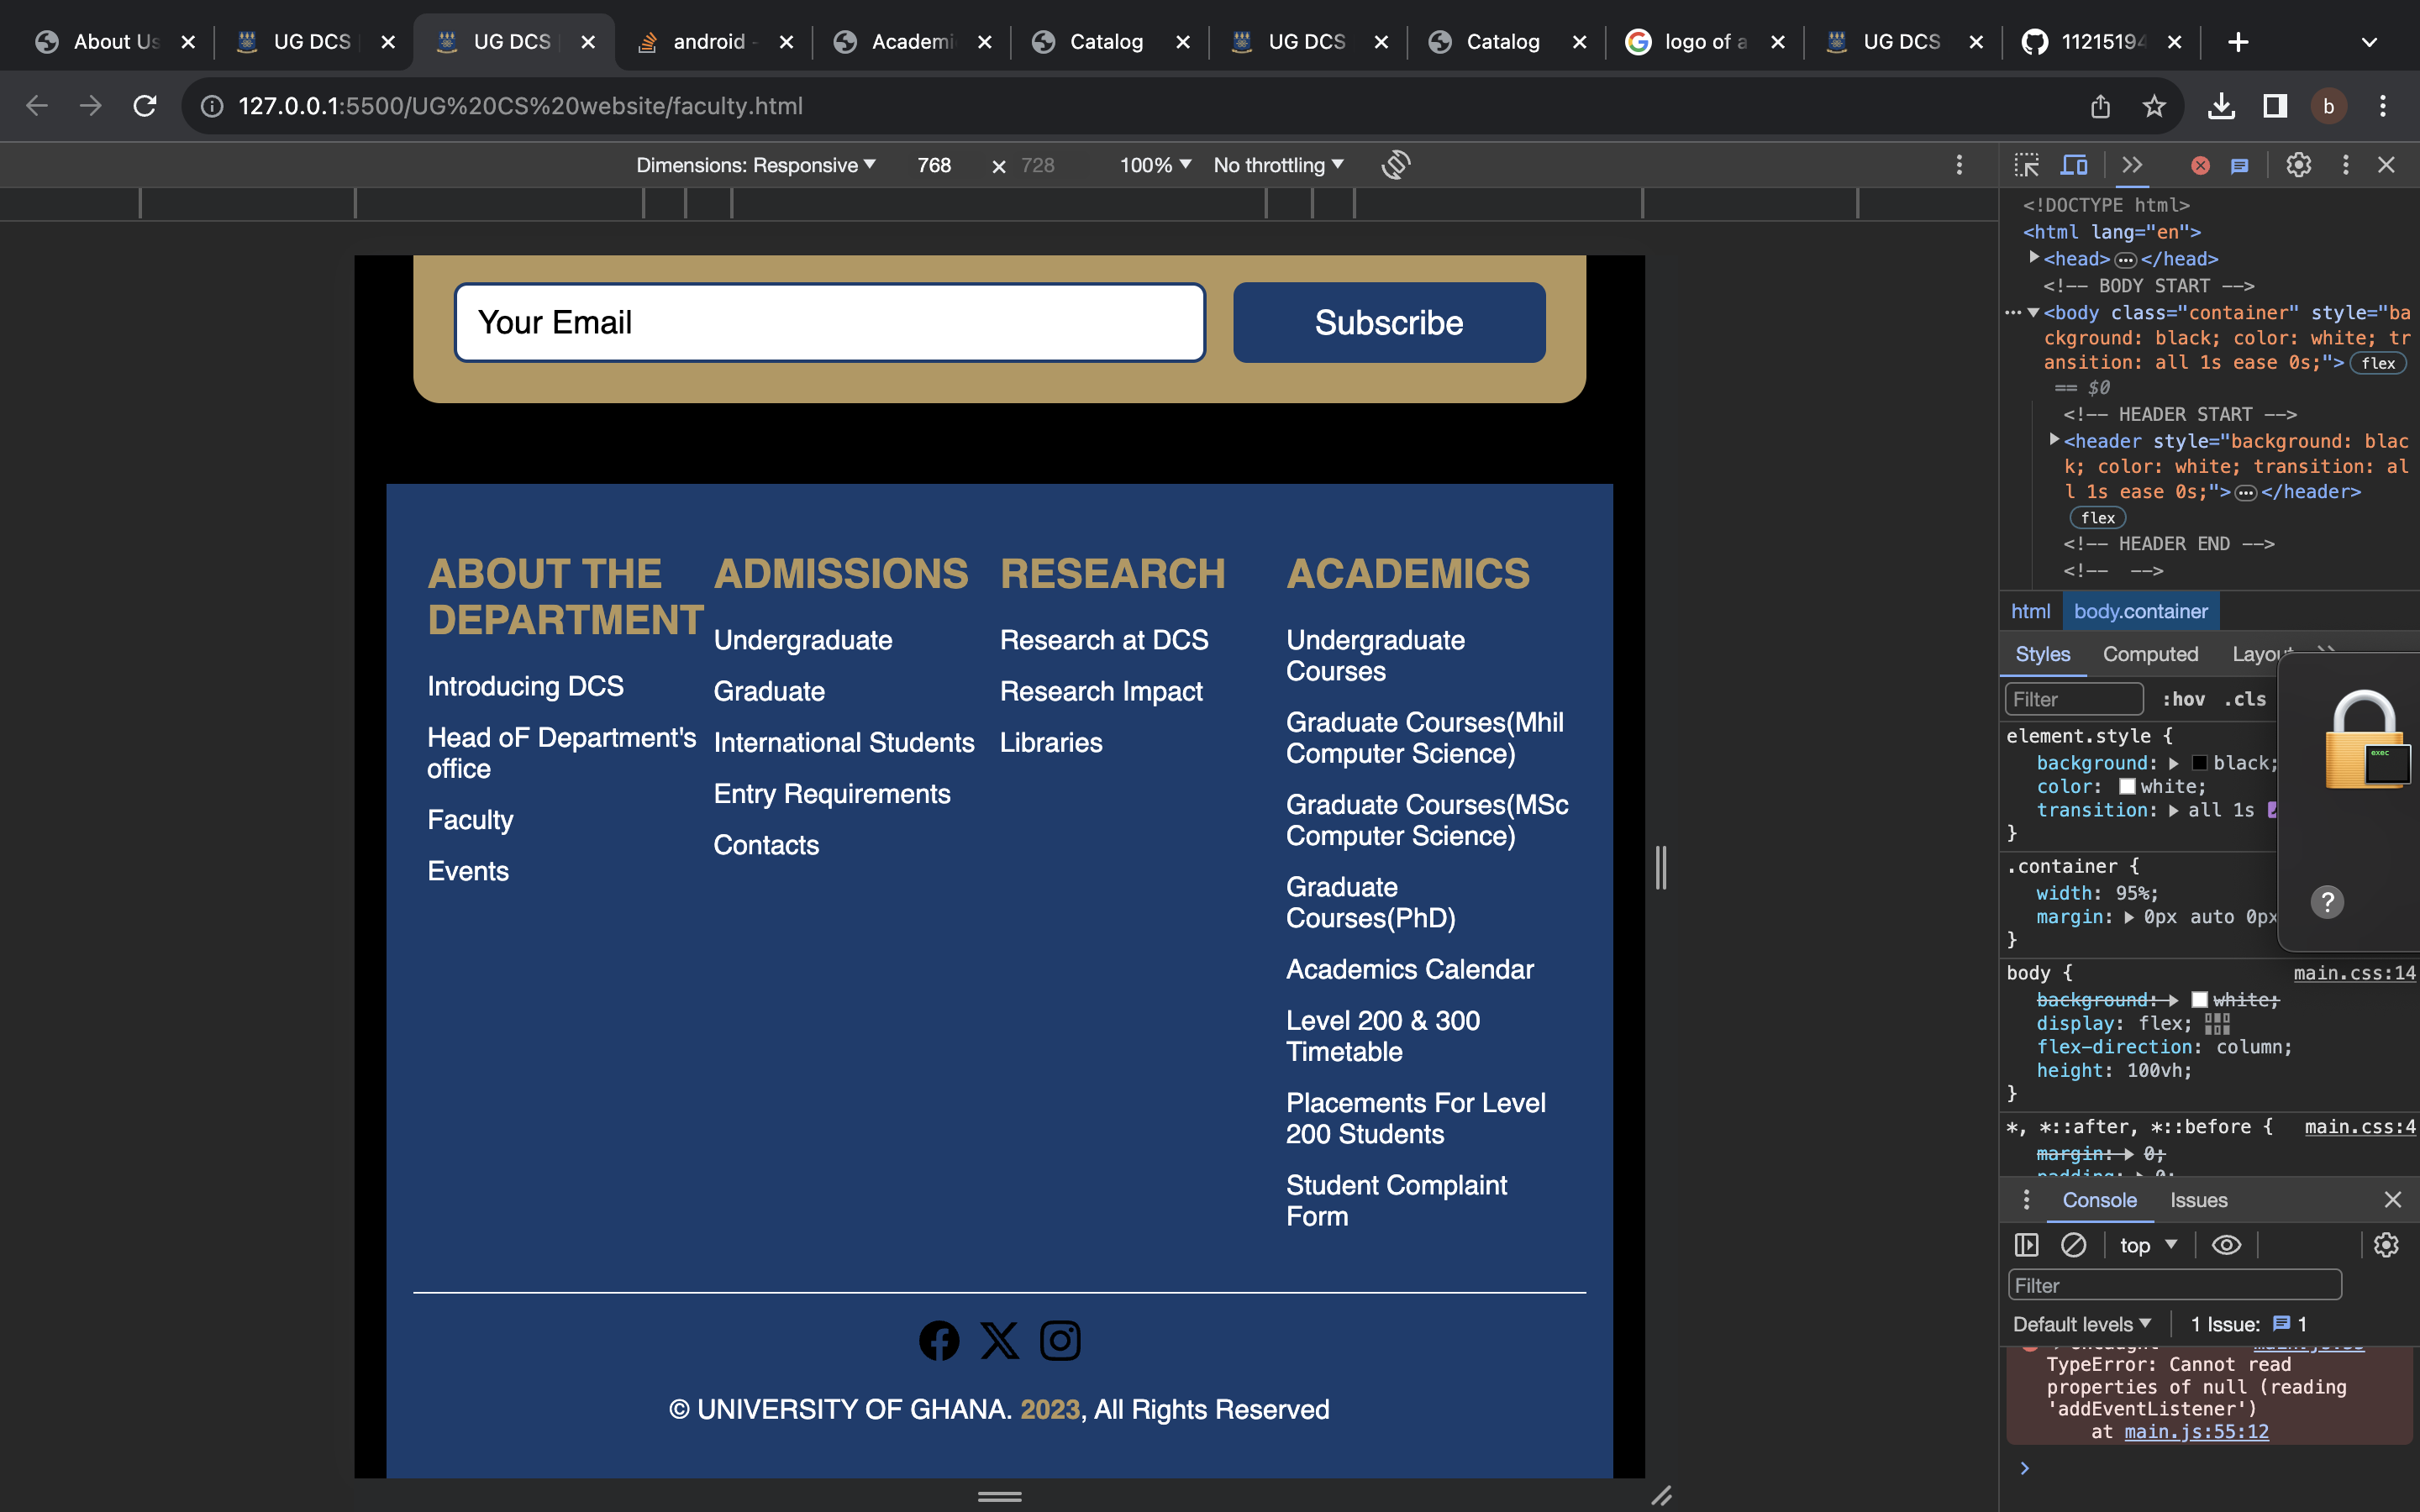 About Us
UG DCS
UG DCS
android -
Academi
Catalog
UG DCS
Catalog
logo of a
UG DCS
11215194
127.0.0.1:5500/UG%20CS%20website/faculty.html
b
Dimensions: Responsive
768
×
728
100%
No throttling
Your Email
Subscribe
ABOUT THE
DEPARTMENT
Introducing DCS
Head oF Department's
office
Faculty
Events
ADMISSIONS
Undergraduate
Graduate
International Students
Entry Requirements
Contacts
RESEARCH
Research at DCS
Research Impact
Libraries
ACADEMICS
Undergraduate
Courses
Graduate Courses(Mhil
Computer Science)
Graduate Courses(MSc
Computer Science)
Graduate
Courses(PhD)
Academics Calendar
Level 200 & 300
Timetable
Placements For Level
200 Students
Student Complaint
Form
© UNIVERSITY OF GHANA. 2023, All Rights Reserved
<!DOCTYPE html>
<html lang="en">
<head>…</head>
<!-- BODY START -->
<body class="container" style="ba
ckground: black; color: white; tr
ansition: all 1s ease 0s;"> flex
== $0
<!-- HEADER START -->
<header style="background: blac
k; color: white; transition: al
l 1s ease 0s;">…</header>
flex
<!-- HEADER END -->
<!-- -->
html
body.container
Styles
Computed
Layout
Filter
:hov
.cls
element.style {
background: black;
color: white;
transition: all 1s
}
.container {
width: 95%;
margin: 0px auto 0px
}
body {
main.css:14
background: white;
display: flex;
flex-direction: column;
height: 100vh;
}
*, *::after, *::before {
main.css:4
margin: 0;
padding: 0;
exec
?
Console
Issues
top
Filter
Default levels
1 Issue: 1
Uncaught
TypeError: Cannot read
properties of null (reading
'addEventListener')
at main.js:55:12